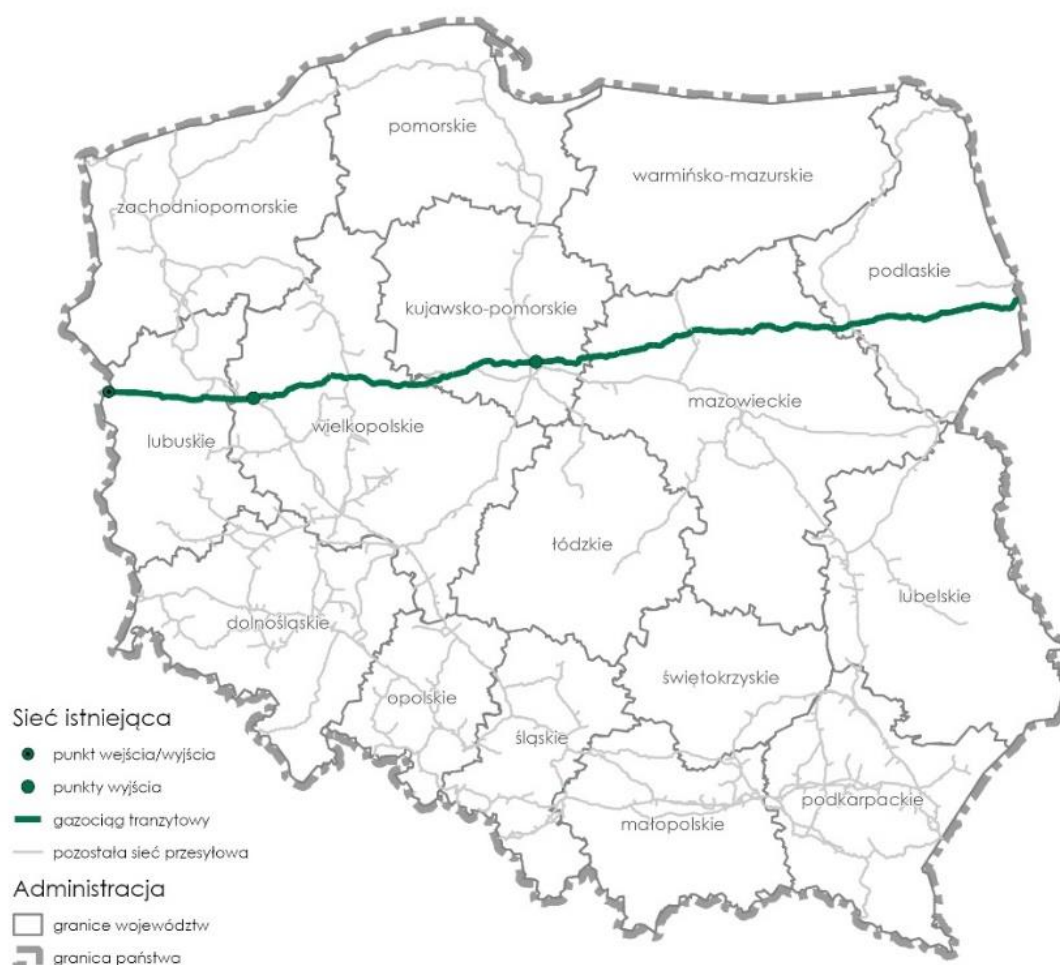 pomorskie
warmińsko-mazurskie
zachodniopomorskie
podlaskie
kujawsko-pomorskie
mazowieckie
wielkopolskie
lubuskie
łódzkie
lubelskie
dolnośląskie
świętokrzyskie
opolskie
śląskie
podkarpackie
małopolskie
Sieć istniejąca
punkt wejścia/wyjścia
punkty wyjścia
gazociąg tranzytowy
pozostała sieć przesyłowa
Administracja
granice województw
granica państwa